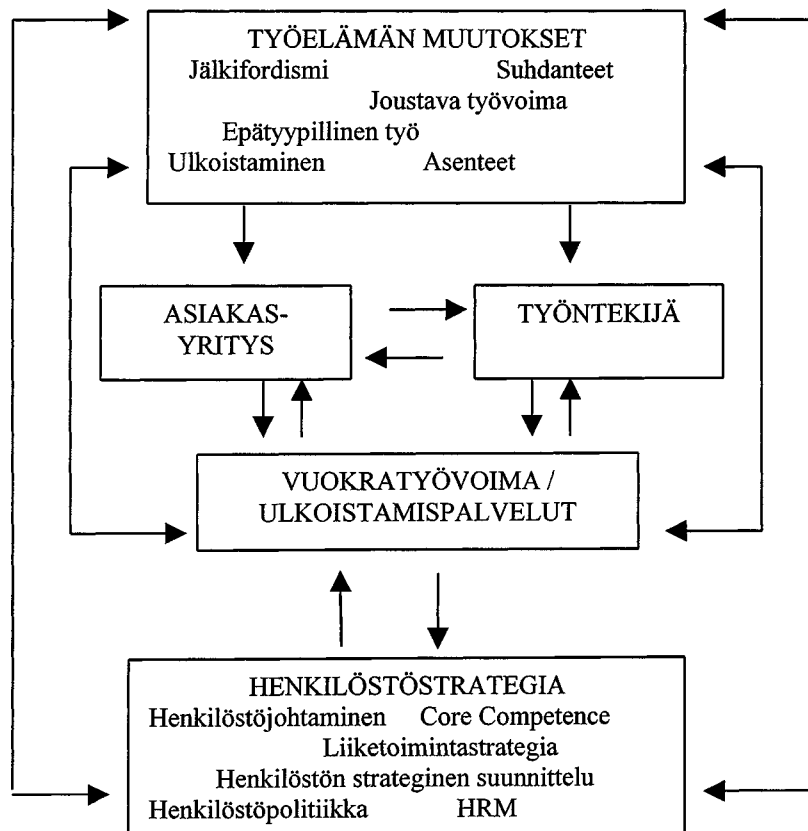 TYÖELÄMÄN MUUTOKSET
Jälkifordismi Suhdanteet
Joustava työvoima
Epätyypillinen työ
Ulkoistaminen Asenteet
ASIAKAS-
YRITYS
TYÖNTEKIJÄ
VUOKRATYÖVOIMA /
ULKOISTAMISPALVELUT
HENKILÖSTÖSTRATEGIA
Henkilöstöjohtaminen Core Competence
Liiketoimintastrategia
Henkilöstön strateginen suunnittelu
Henkilöstöpolitiikka HRM